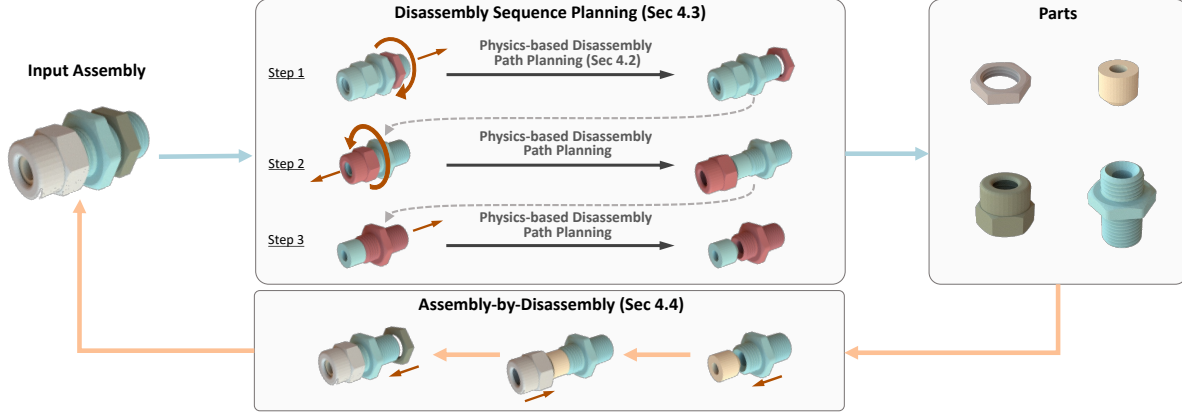 Disassembly Sequence Planning (Sec 4.3)
Parts
Input Assembly
Step 1
Physics-based Disassembly
Path Planning (Sec 4.2)
Step 2
Physics-based Disassembly
Path Planning
Step 3
Physics-based Disassembly
Path Planning
Assembly-by-Disassembly (Sec 4.4)